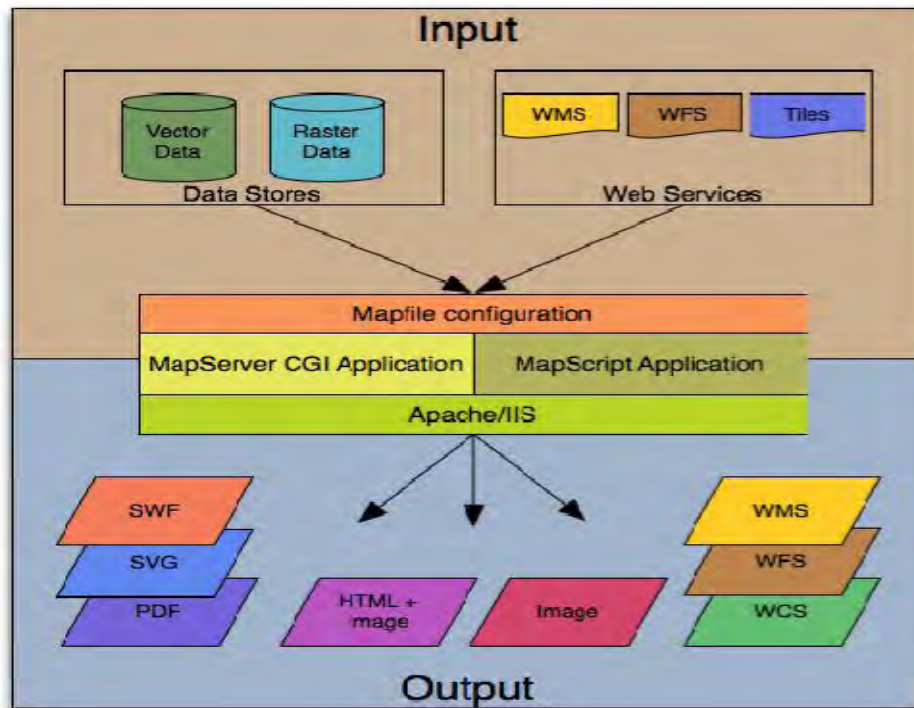 Input
Vector
Data
Raster
Data
Data Stores
WMS
WFS
Tiles
Web Services
Mapfile configuration
MapServer CGI Application
MapScript Application
Apache/IIS
SWF
SVG
PDF
HTML +
mage
Image
WMS
WFS
WCS
Output